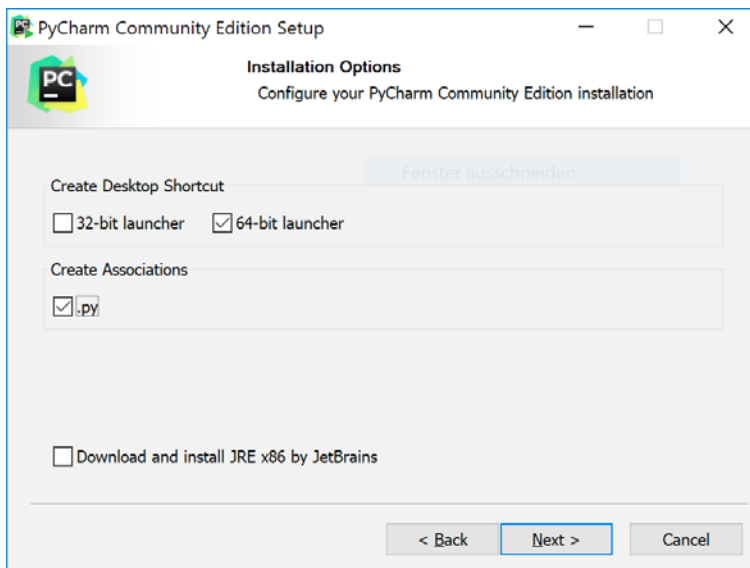 PyCharm Community Edition Setup
PC
Installation Options
Configure your PyCharm Community Edition installation
Fenster ausschneiden
Create Desktop Shortcut
32-bit launcher 64-bit launcher
Create Associations
.py
Download and install JRE x86 by JetBrains
< Back Next > Cancel